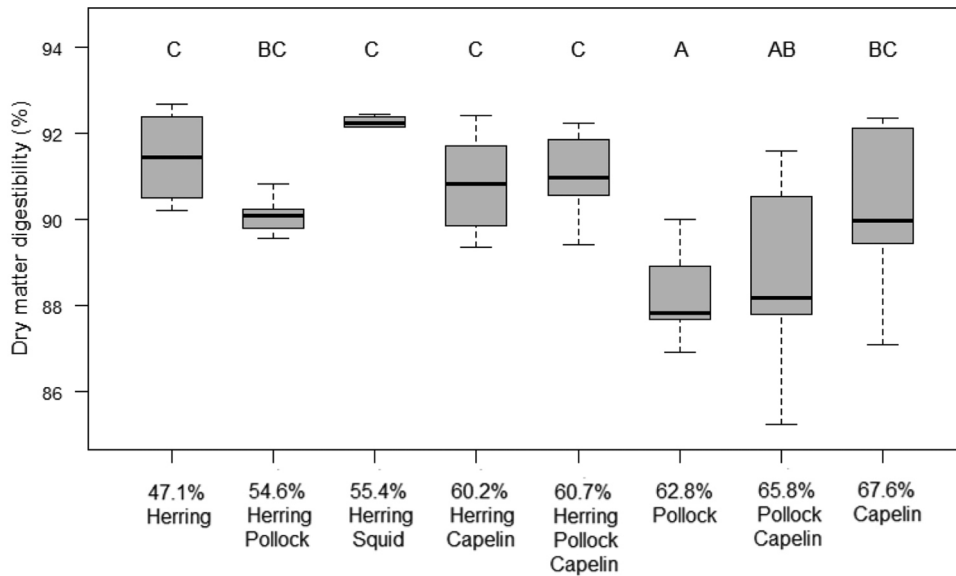 Dry matter digestibility (%)
94
92
90
88
86
C BC C C C A AB BC
47.1% 54.6% 55.4% 60.2% 60.7% 62.8% 65.8% 67.6%
Herring Herring Herring Herring Herring Pollock Pollock Capelin
Pollock Squid Capelin Pollock Capelin
Capelin